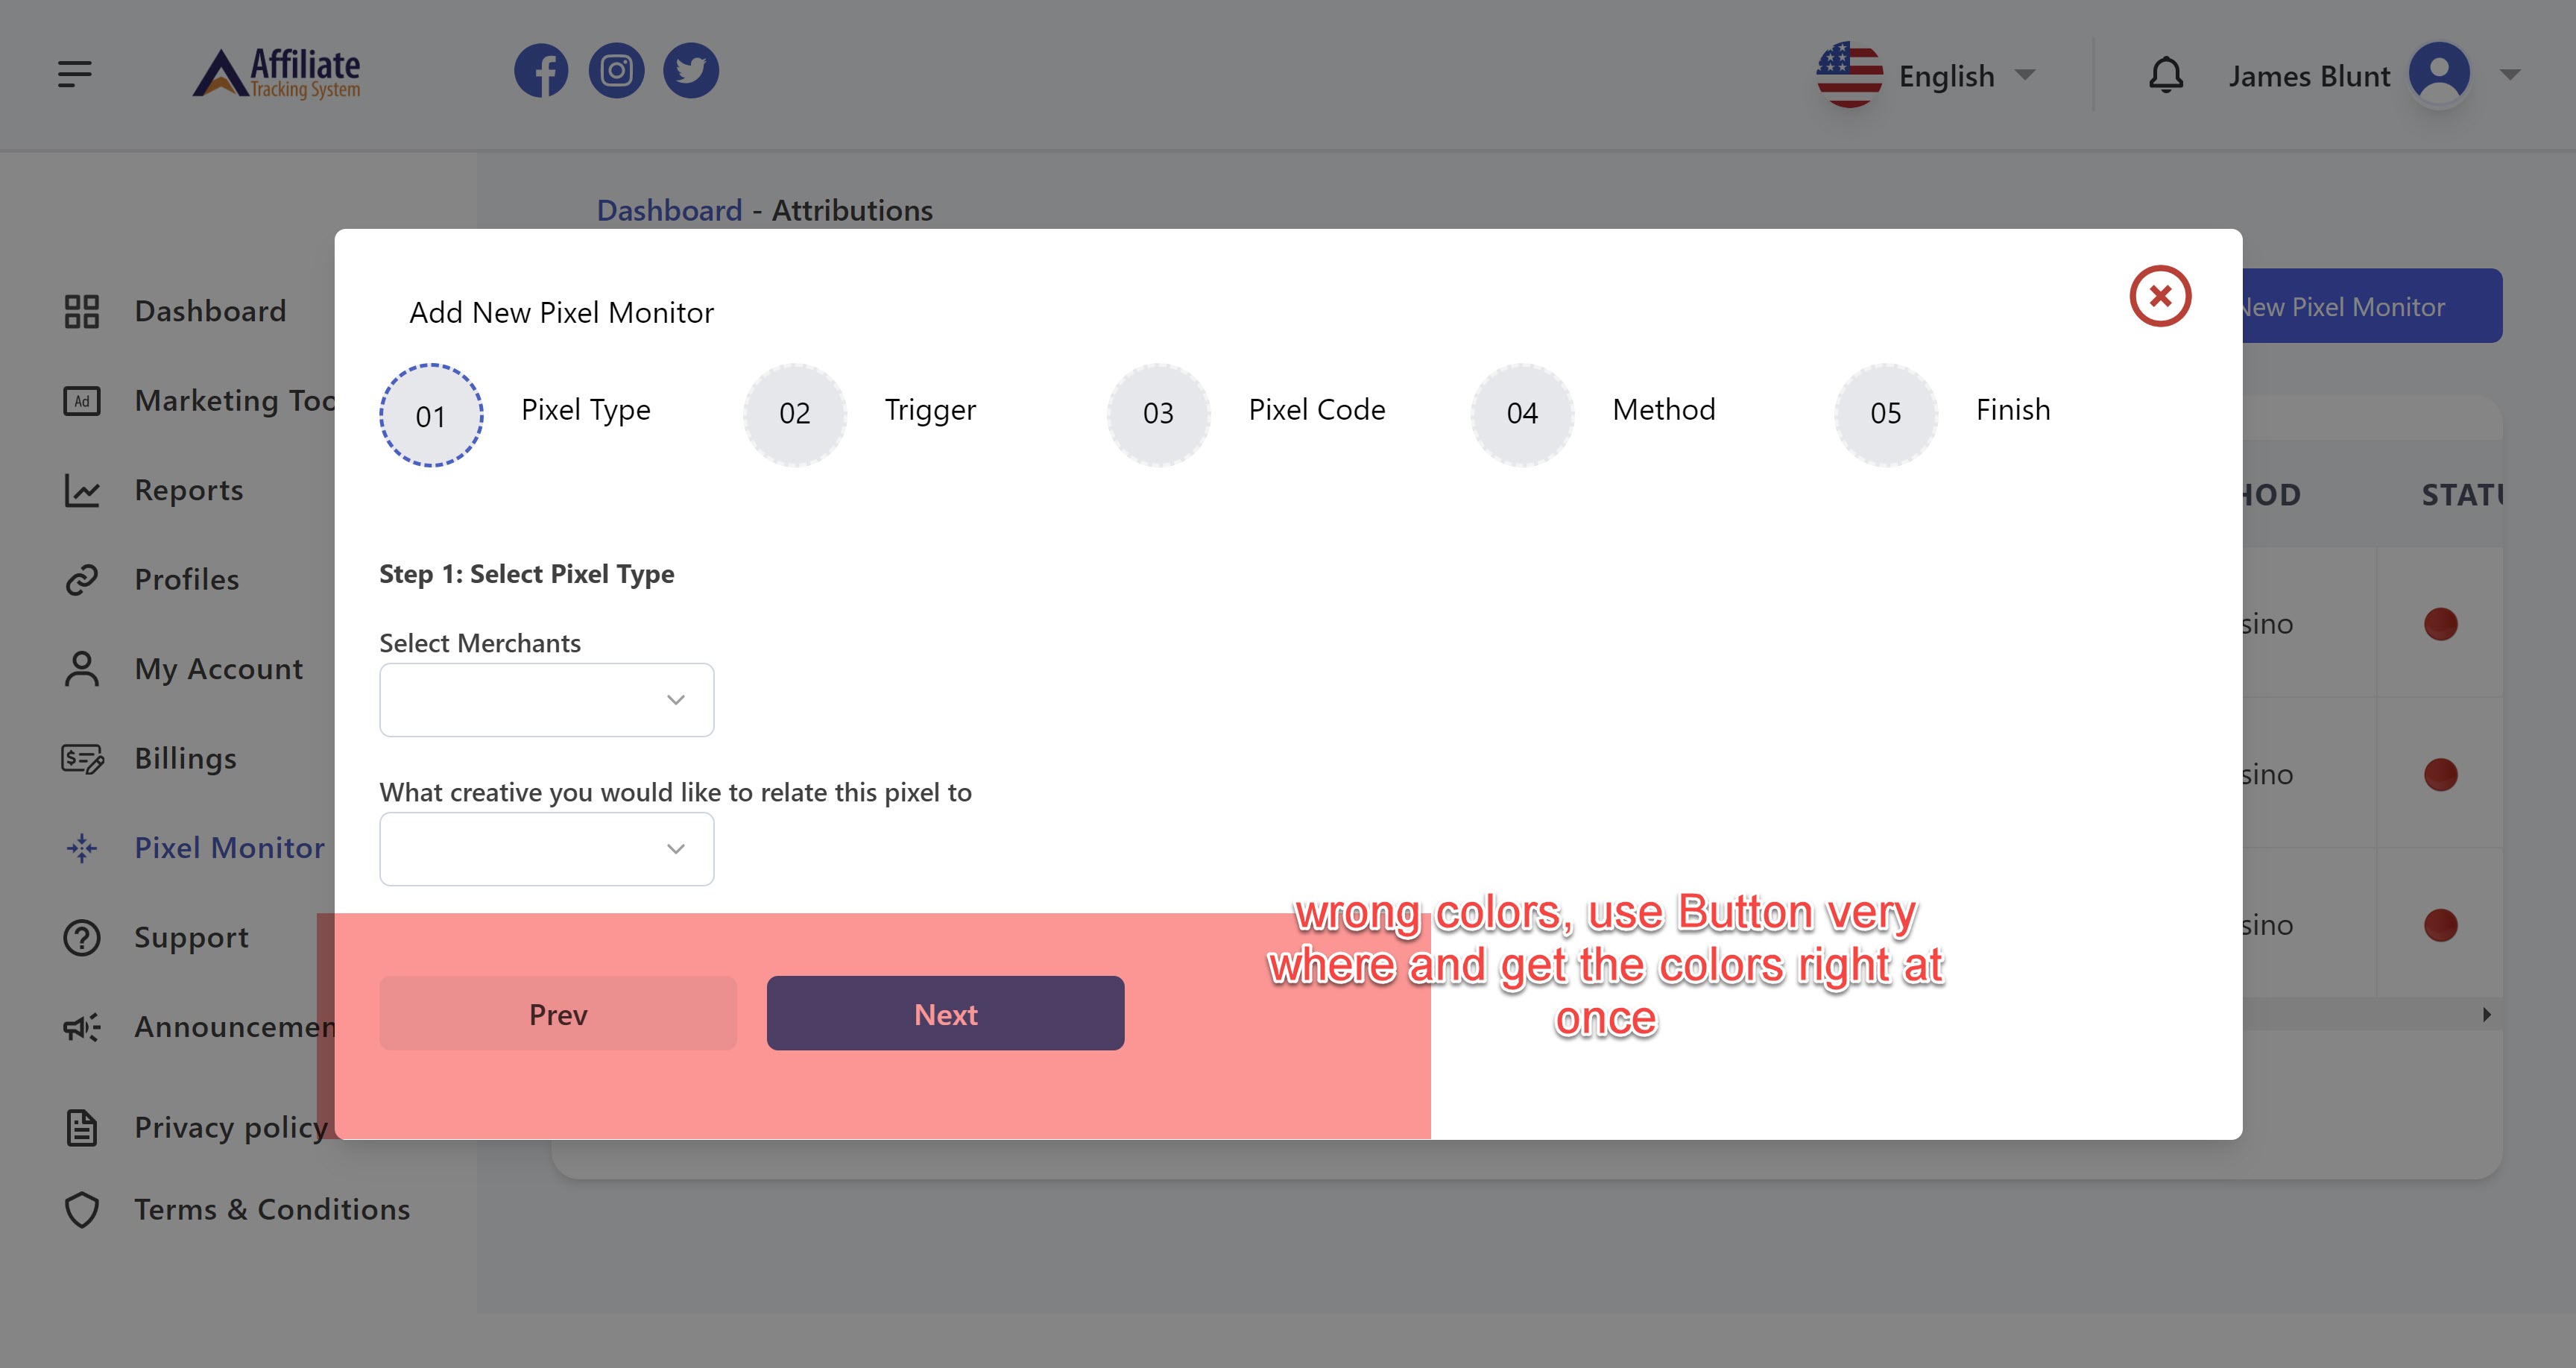 Affiliate
Tracking System
English
James Blunt
Dashboard - Attributions
Dashboard
Ad
Marketing Too
Reports
Profiles
My Account
Billings
Pixel Monitor
Support
Announcemen
Privacy policy
Terms & Conditions
New Pixel Monitor
HOD
STATU
sino
sino
sino
Add New Pixel Monitor
01 Pixel Type
02 Trigger
03 Pixel Code
04 Method
05 Finish
Step 1: Select Pixel Type
Select Merchants
What creative you would like to relate this pixel to
Prev
Next
wrong colors, use Button very
where and get the colors right at
once